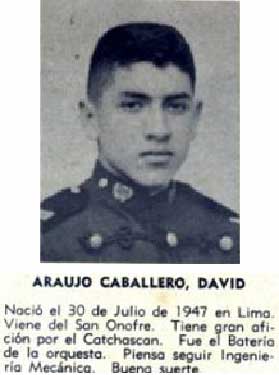 ARAUJO CABALLERO, DAVID
Nació el 30 de Julio de 1947 en Lima.
Viene del San Onofre. Tiene gran afi-
ción por el Catchascan. Fue el Batería
de la orquesta. Piensa seguir Ingenie-
ría Mecánica. Buena suerte